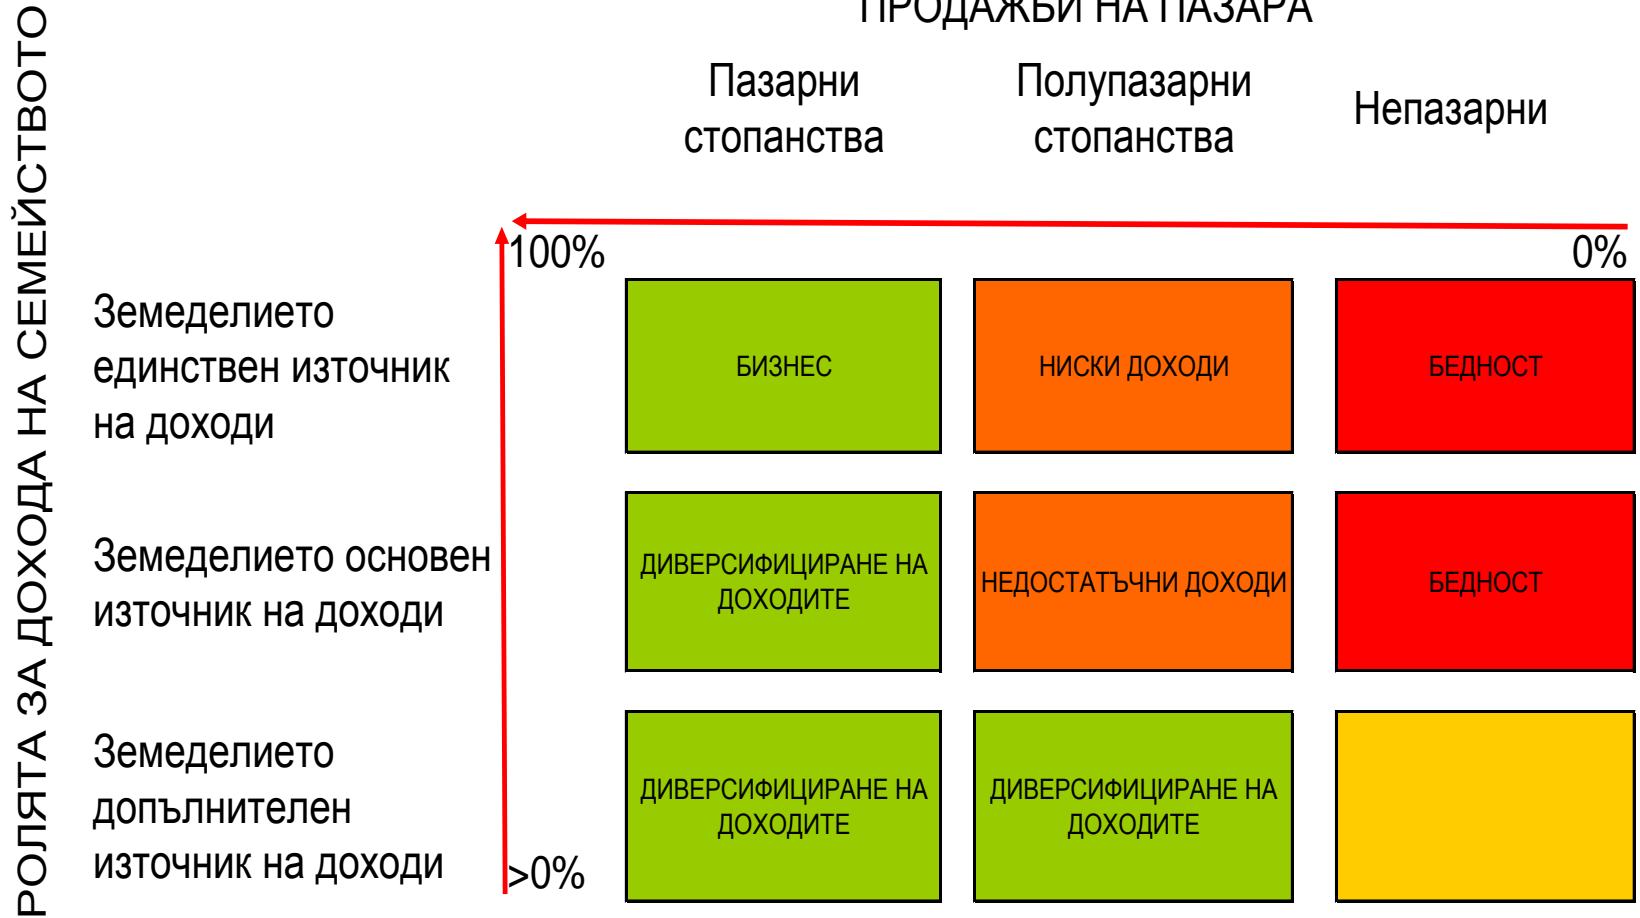 ПРОДАЖБИ НА ПАЗАРА
Пазарни
стопанства
Полупазарни
стопанства
Непазарни
РОЛЯТА ЗА ДОХОДА НА СЕМЕЙСТВОТО
100%
0%
Земеделието
единствен източник
на доходи
БИЗНЕС
НИСКИ ДОХОДИ
БЕДНОСТ
Земеделието основен
източник на доходи
ДИВЕРСИФИЦИРАНЕ НА
ДОХОДИТЕ
НЕДОСТАТЪЧНИ ДОХОДИ
БЕДНОСТ
Земеделието
допълнителен
източник на доходи
>0%
ДИВЕРСИФИЦИРАНЕ НА
ДОХОДИТЕ
ДИВЕРСИФИЦИРАНЕ НА
ДОХОДИТЕ